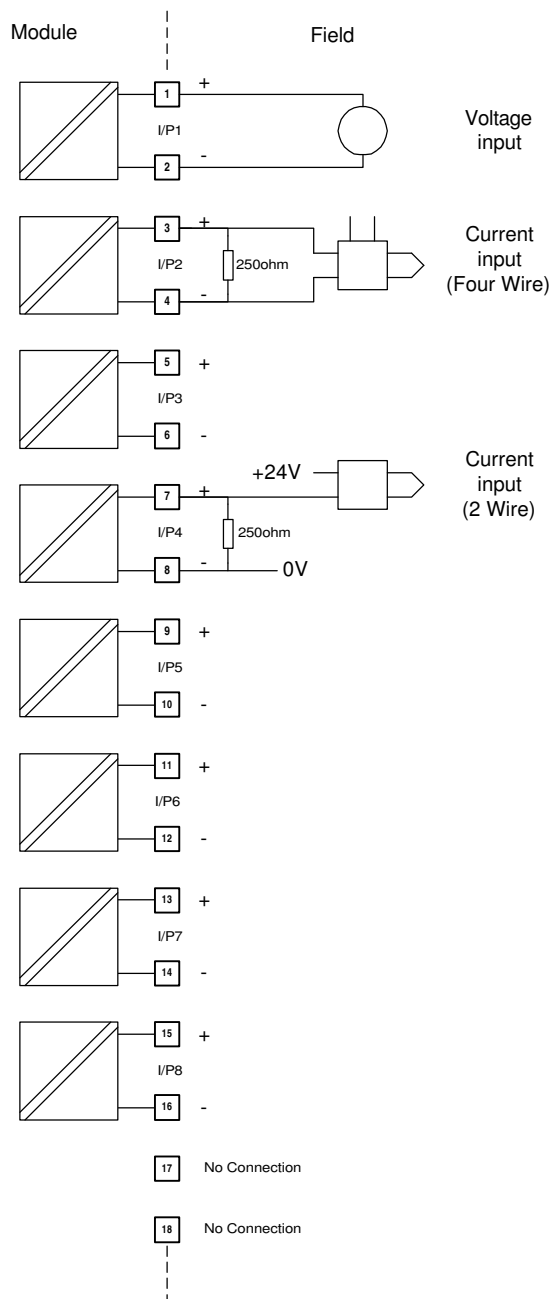 Module
Field
1
+
I/P1
2
-
Voltage
input
3
+
I/P2
250ohm
4
-
Current
input
(Four Wire)
5
+
I/P3
6
-
+24V
Current
input
(2 Wire)
7
+
I/P4
250ohm
8
-
0V
9
+
I/P5
10
-
11
+
I/P6
12
-
13
+
I/P7
14
-
15
+
I/P8
16
-
17 No Connection
18 No Connection